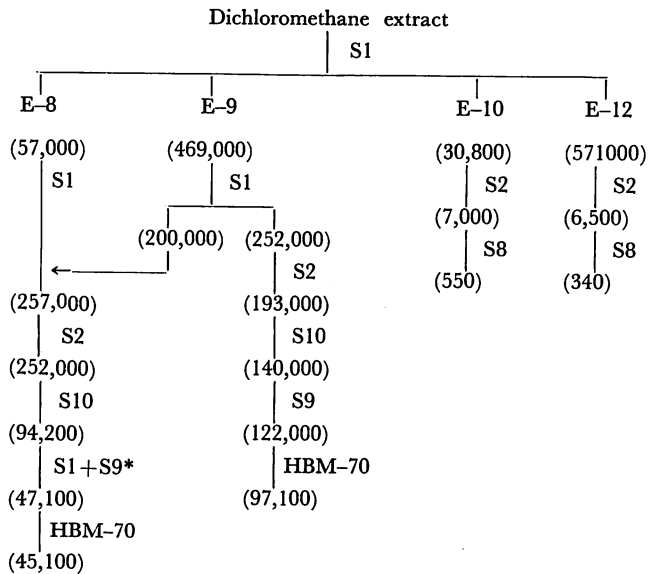 Dichloromethane extract
S1
E-8 E-9 E-10 E-12
(57,000) (469,000) (30,800) (571000)
S1 S1 S2 S2
(7,000) (6,500)
(200,000) (252,000)
S2 S8 S8
(550) (340)
(257,000) (193,000)
S2 S10
(252,000) (140,000)
S10 S9
(94,200) (122,000)
S1+S9* HBM-70
(47,100) (97,100)
HBM-70
(45,100)